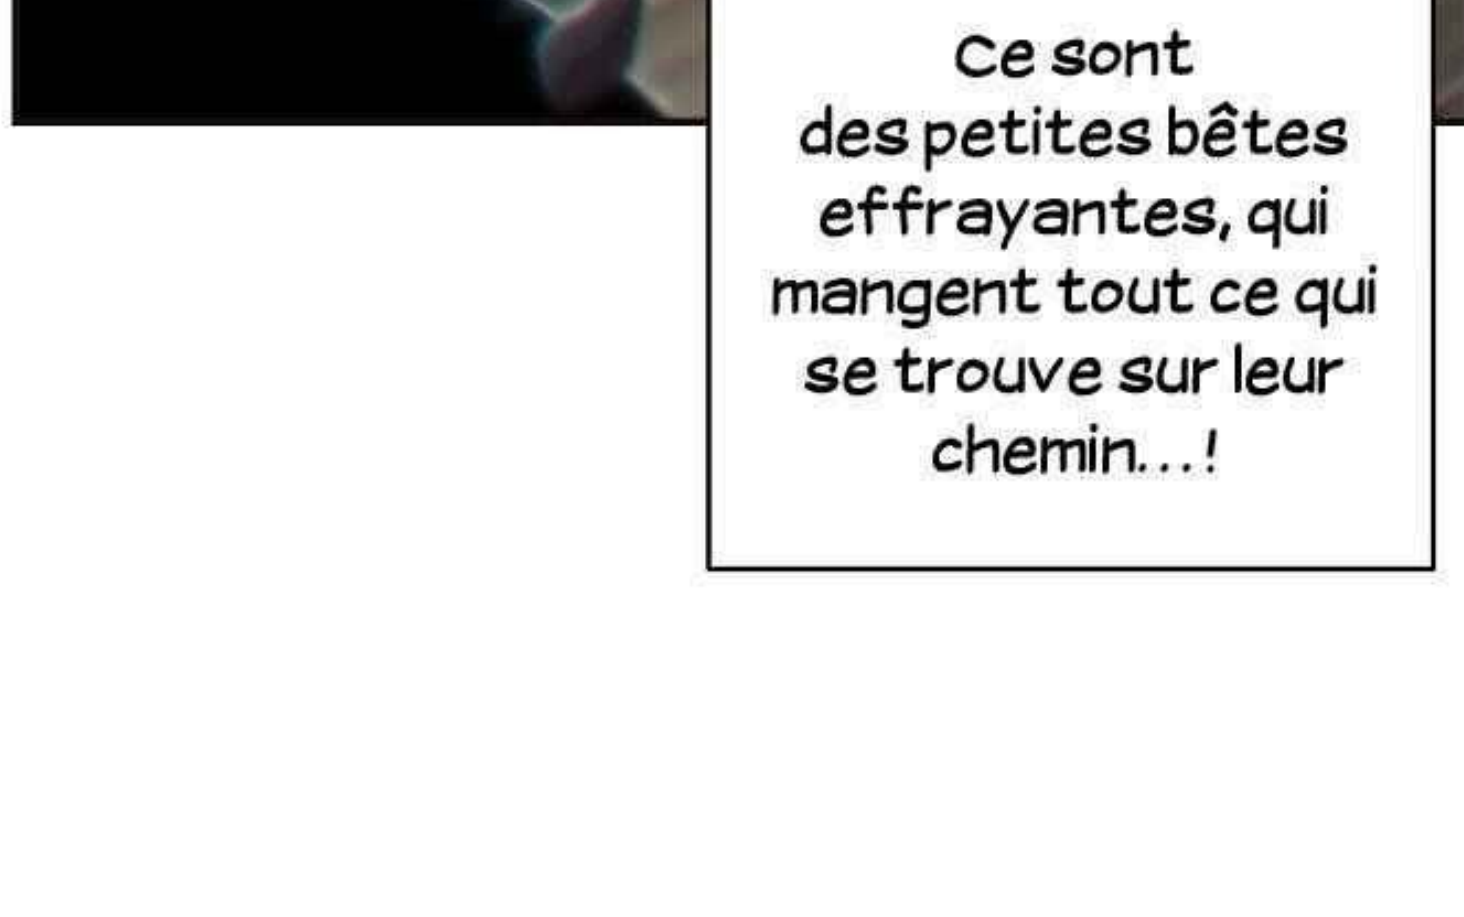 Ce sont
des petites bêtes
effrayantes, qui
mangent tout ce qui
se trouve sur leur
chemin...!